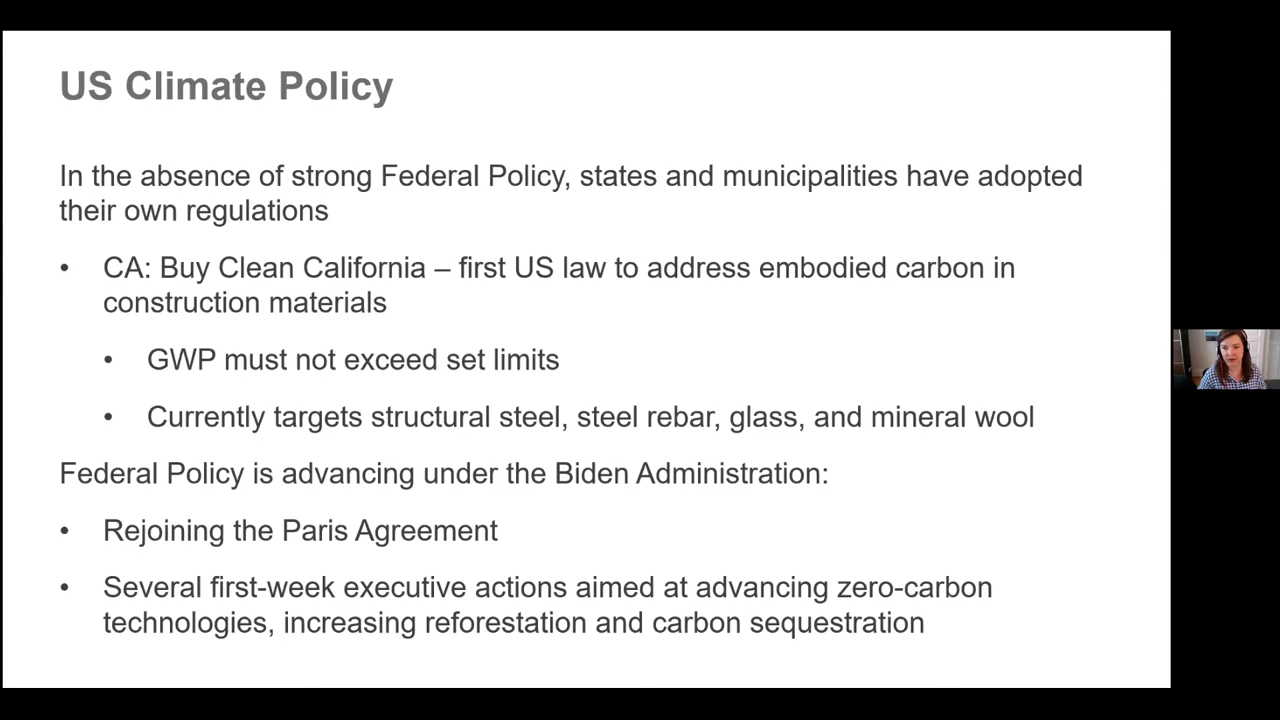 US Climate Policy
In the absence of strong Federal Policy, states and municipalities have adopted
their own regulations
• CA: Buy Clean California – first US law to address embodied carbon in
construction materials
• GWP must not exceed set limits
• Currently targets structural steel, steel rebar, glass, and mineral wool
Federal Policy is advancing under the Biden Administration:
• Rejoining the Paris Agreement
• Several first-week executive actions aimed at advancing zero-carbon
technologies, increasing reforestation and carbon sequestration